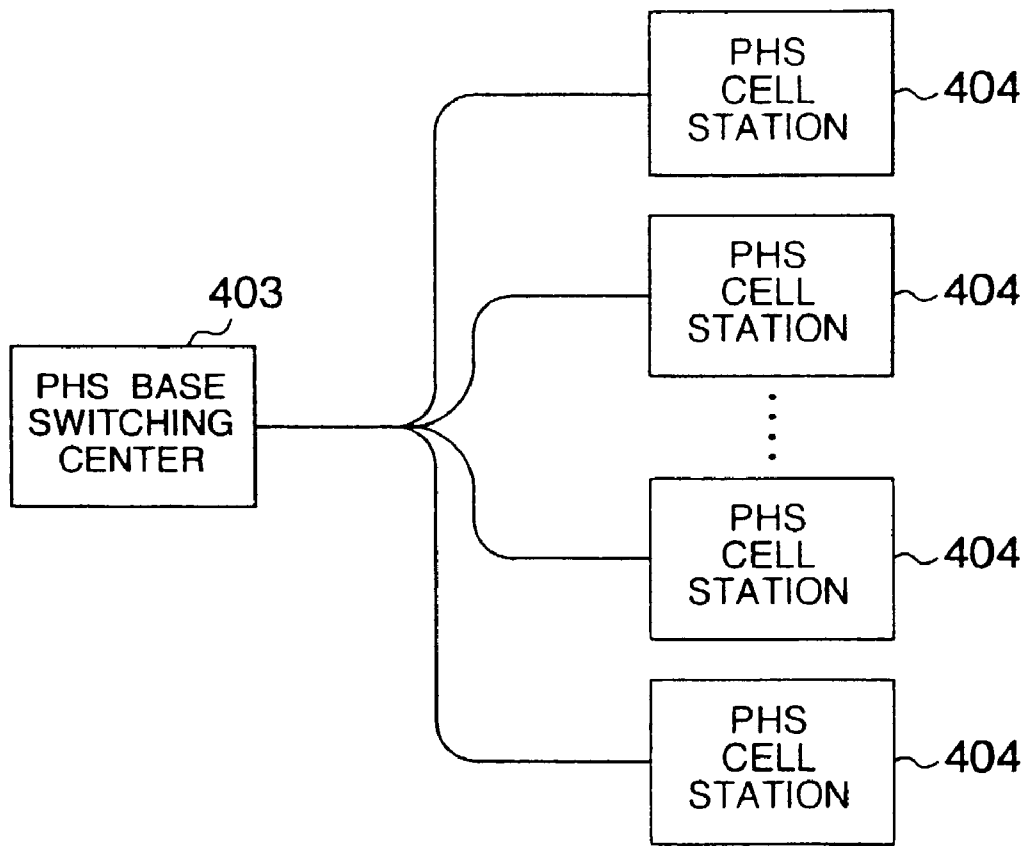 PHS
CELL
STATION
404
PHS
CELL
STATION
404
403
PHS BASE
SWITCHING
CENTER
PHS
CELL
STATION
404
PHS
CELL
STATION
404